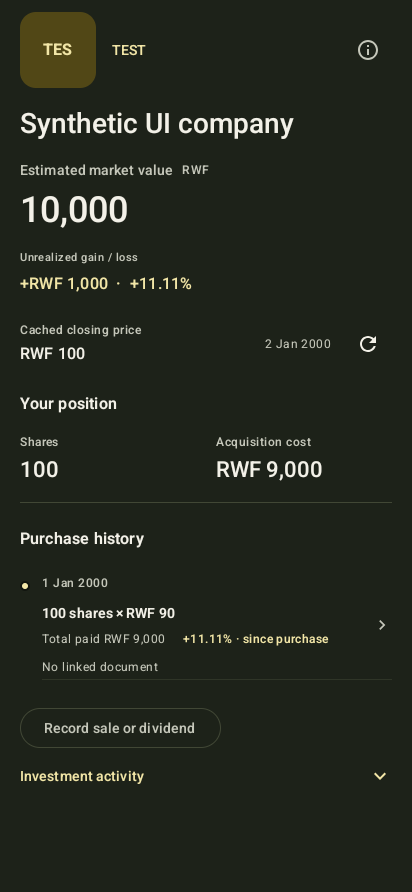 TES
TEST
Synthetic UI company
Estimated market value RWF
10,000
Unrealized gain / loss
+RWF 1,000 · +11.11%
Cached closing price
RWF 100
2 Jan 2000
Your position
Shares
100
Acquisition cost
RWF 9,000
Purchase history
1 Jan 2000
100 shares × RWF 90
Total paid RWF 9,000 +11.11% · since purchase
No linked document
Record sale or dividend
Investment activity